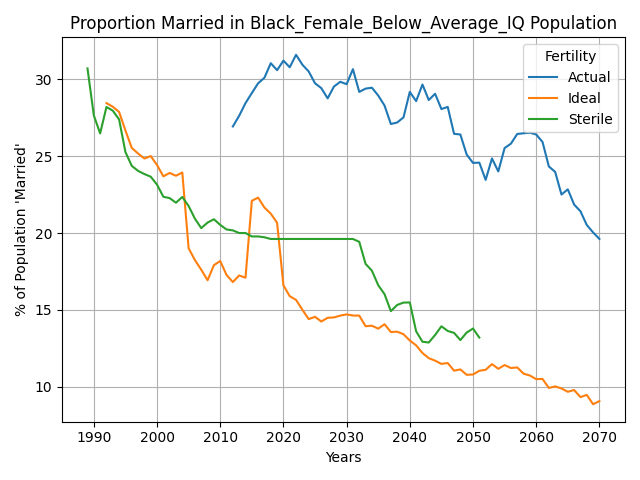 Proportion Married in Black_Female_Below_Average_IQ Population
% of Population 'Married'
30
25
20
15
10
Fertility
Actual
Ideal
Sterile
1990 2000 2010 2020 2030 2040 2050 2060 2070
Years